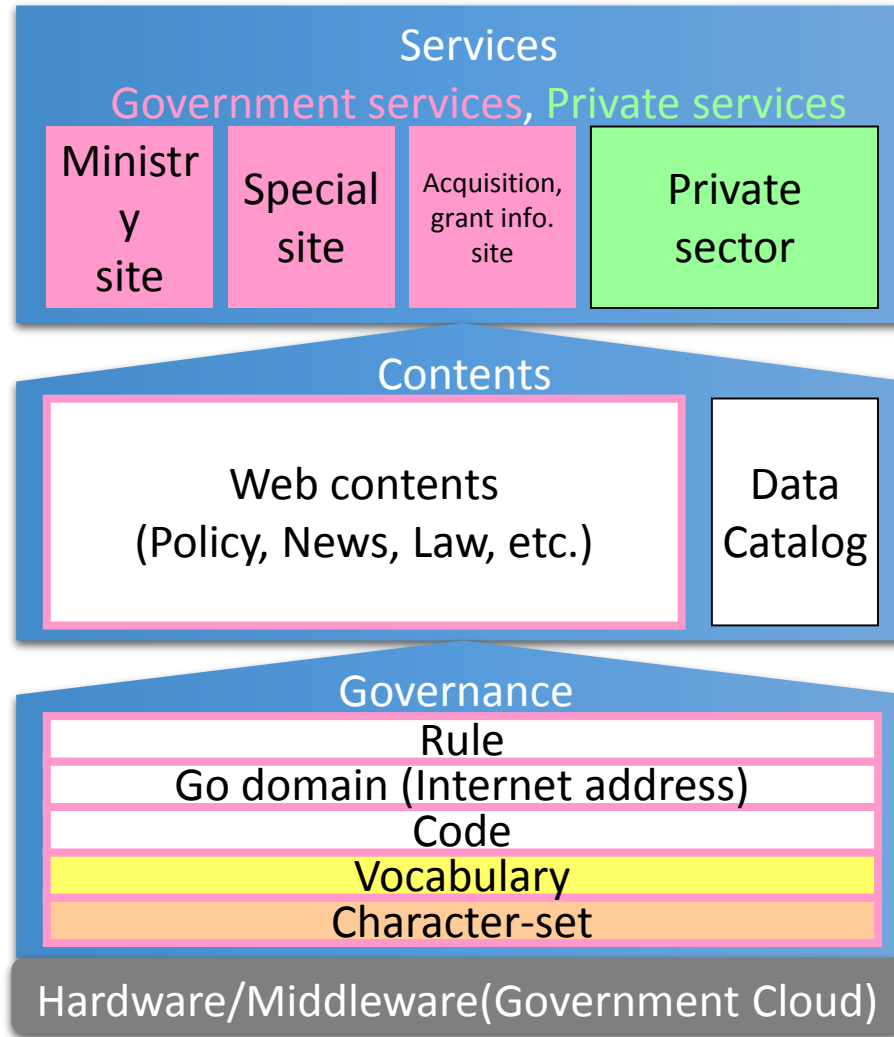 Services
Government services, Private services
Ministr
y
site
Special
site
Acquisition,
grant info.
site
Private
sector
Contents
Web contents
(Policy, News, Law, etc.)
Data
Catalog
Governance
Rule
Go domain (Internet address)
Code
Vocabulary
Character-set
Hardware/Middleware(Government Cloud)